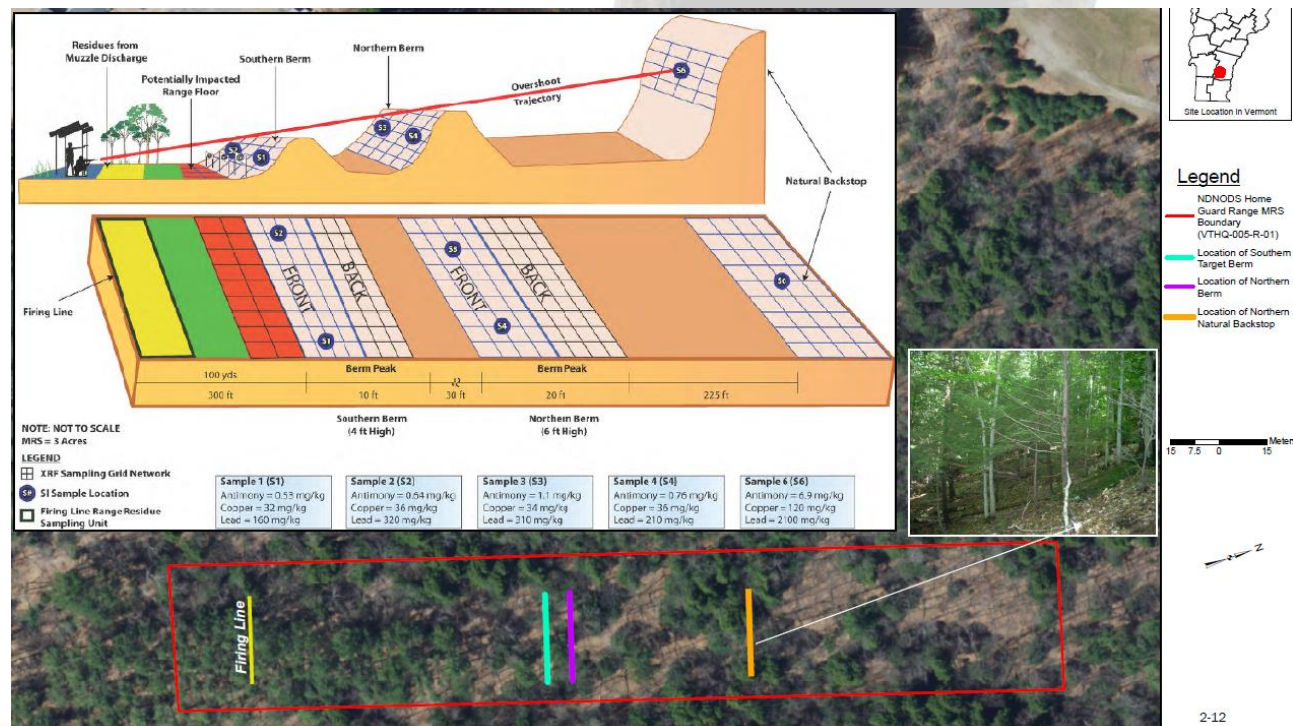 Residues from
Muzzle Discharge
Potentially Impacted
Range Floor
Southern Berm
Northern Berm
Overshoot
Trajectory
S2
S1
S3
S4
S6
Natural Backstop
Firing Line
S2
FRONT
BACK
S1
S3
FRONT
BACK
S4
S6
100 yds
Berm Peak
Berm Peak
300 ft
10 ft
30 ft
20 ft
225 ft
Southern Berm
(4 ft High)
Northern Berm
(6 ft High)
NOTE: NOT TO SCALE
MRS = 3 Acres
LEGEND
XRF Sampling Grid Network
S# SI Sample Location
Firing Line Range Residue
Sampling Unit
Sample 1 (S1)
Antimony = 0.53 mg/kg
Copper = 32 mg/kg
Lead = 160 mg/kg
Sample 2 (S2)
Antimony = 0.64 mg/kg
Copper = 36 mg/kg
Lead = 320 mg/kg
Sample 3 (S3)
Antimony = 1.1 mg/kg
Copper = 34 mg/kg
Lead = 310 mg/kg
Sample 4 (S4)
Antimony = 0.76 mg/kg
Copper = 36 mg/kg
Lead = 210 mg/kg
Sample 6 (S6)
Antimony = 6.9 mg/kg
Copper = 120 mg/kg
Lead = 2100 mg/kg
Firing Line
Site Location in Vermont
Legend
NDNODS Home
Guard Range MRS
Boundary
(VTHQ-005-R-01)
Location of Southern
Target Berm
Location of Northern
Berm
Location of Northern
Natural Backstop
Meters
15 7.5 0 15
N
2-12